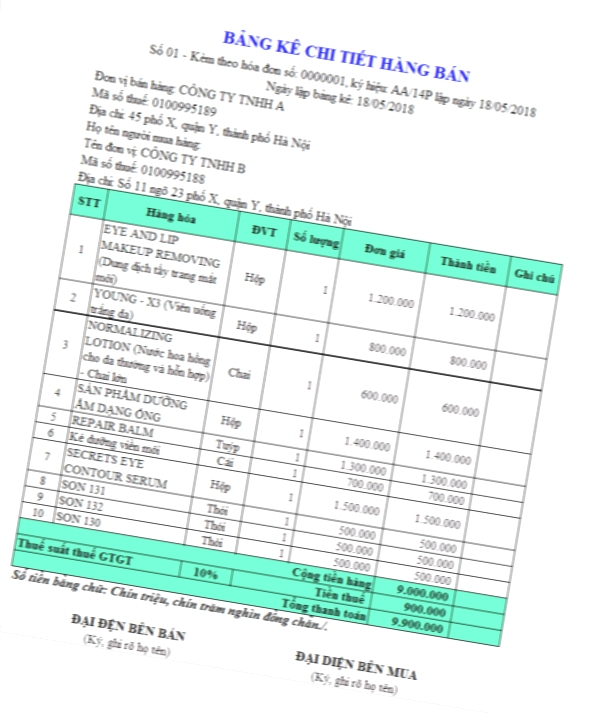 BẢNG KÊ CHI TIẾT HÀNG BÁN
Số 01 - Kèm theo hóa đơn số: 0000001, ký hiệu: AA/14P lập ngày 18/05/2018
Ngày lập bảng kê: 18/05/2018
Đơn vị bán hàng: CÔNG TY TNHH A
Mã số thuế: 0100995189
Địa chỉ: 45 phố X, quận Y, thành phố Hà Nội
Họ tên người mua hàng:
Tên đơn vị: CÔNG TY TNHH B
Mã số thuế: 0100995188
Địa chỉ: Số 11 ngõ 23 phố X, quận Y, thành phố Hà Nội
STT Hàng hóa ĐVT Số lượng Đơn giá Thành tiền Ghi chú
1 EYE AND LIP MAKEUP REMOVING (Dung dịch tẩy trang mắt môi) Hộp 1 1.200.000 1.200.000
2 YOUNG - X3 (Viên uống trắng da) Hộp 1 800.000 800.000
3 NORMALIZING LOTION (Nước hoa hồng cho da thường và hỗn hợp) - Chai lớn Chai 1 600.000 600.000
4 SẢN PHẨM DƯỠNG ẨM DẠNG ỐNG Hộp 1 1.400.000 1.400.000
5 REPAIR BALM Tuýp 1 1.300.000 1.300.000
6 Kẻ dưỡng viền môi Cái 1 700.000 700.000
7 SECRETS EYE CONTOUR SERUM Hộp 1 1.500.000 1.500.000
8 SON 131 Thỏi 1 500.000 500.000
9 SON 132 Thỏi 1 500.000 500.000
10 SON 130 Thỏi 1 500.000 500.000
Cộng tiền hàng 9.000.000
Thuế suất thuế GTGT 10% Tiền thuế 900.000
Tổng thanh toán 9.900.000
Số tiền bằng chữ: Chín triệu, chín trăm nghìn đồng chẵn./.
ĐẠI ĐỆN BÊN BÁN
(Ký, ghi rõ họ tên)
ĐẠI DIỆN BÊN MUA
(Ký, ghi rõ họ tên)